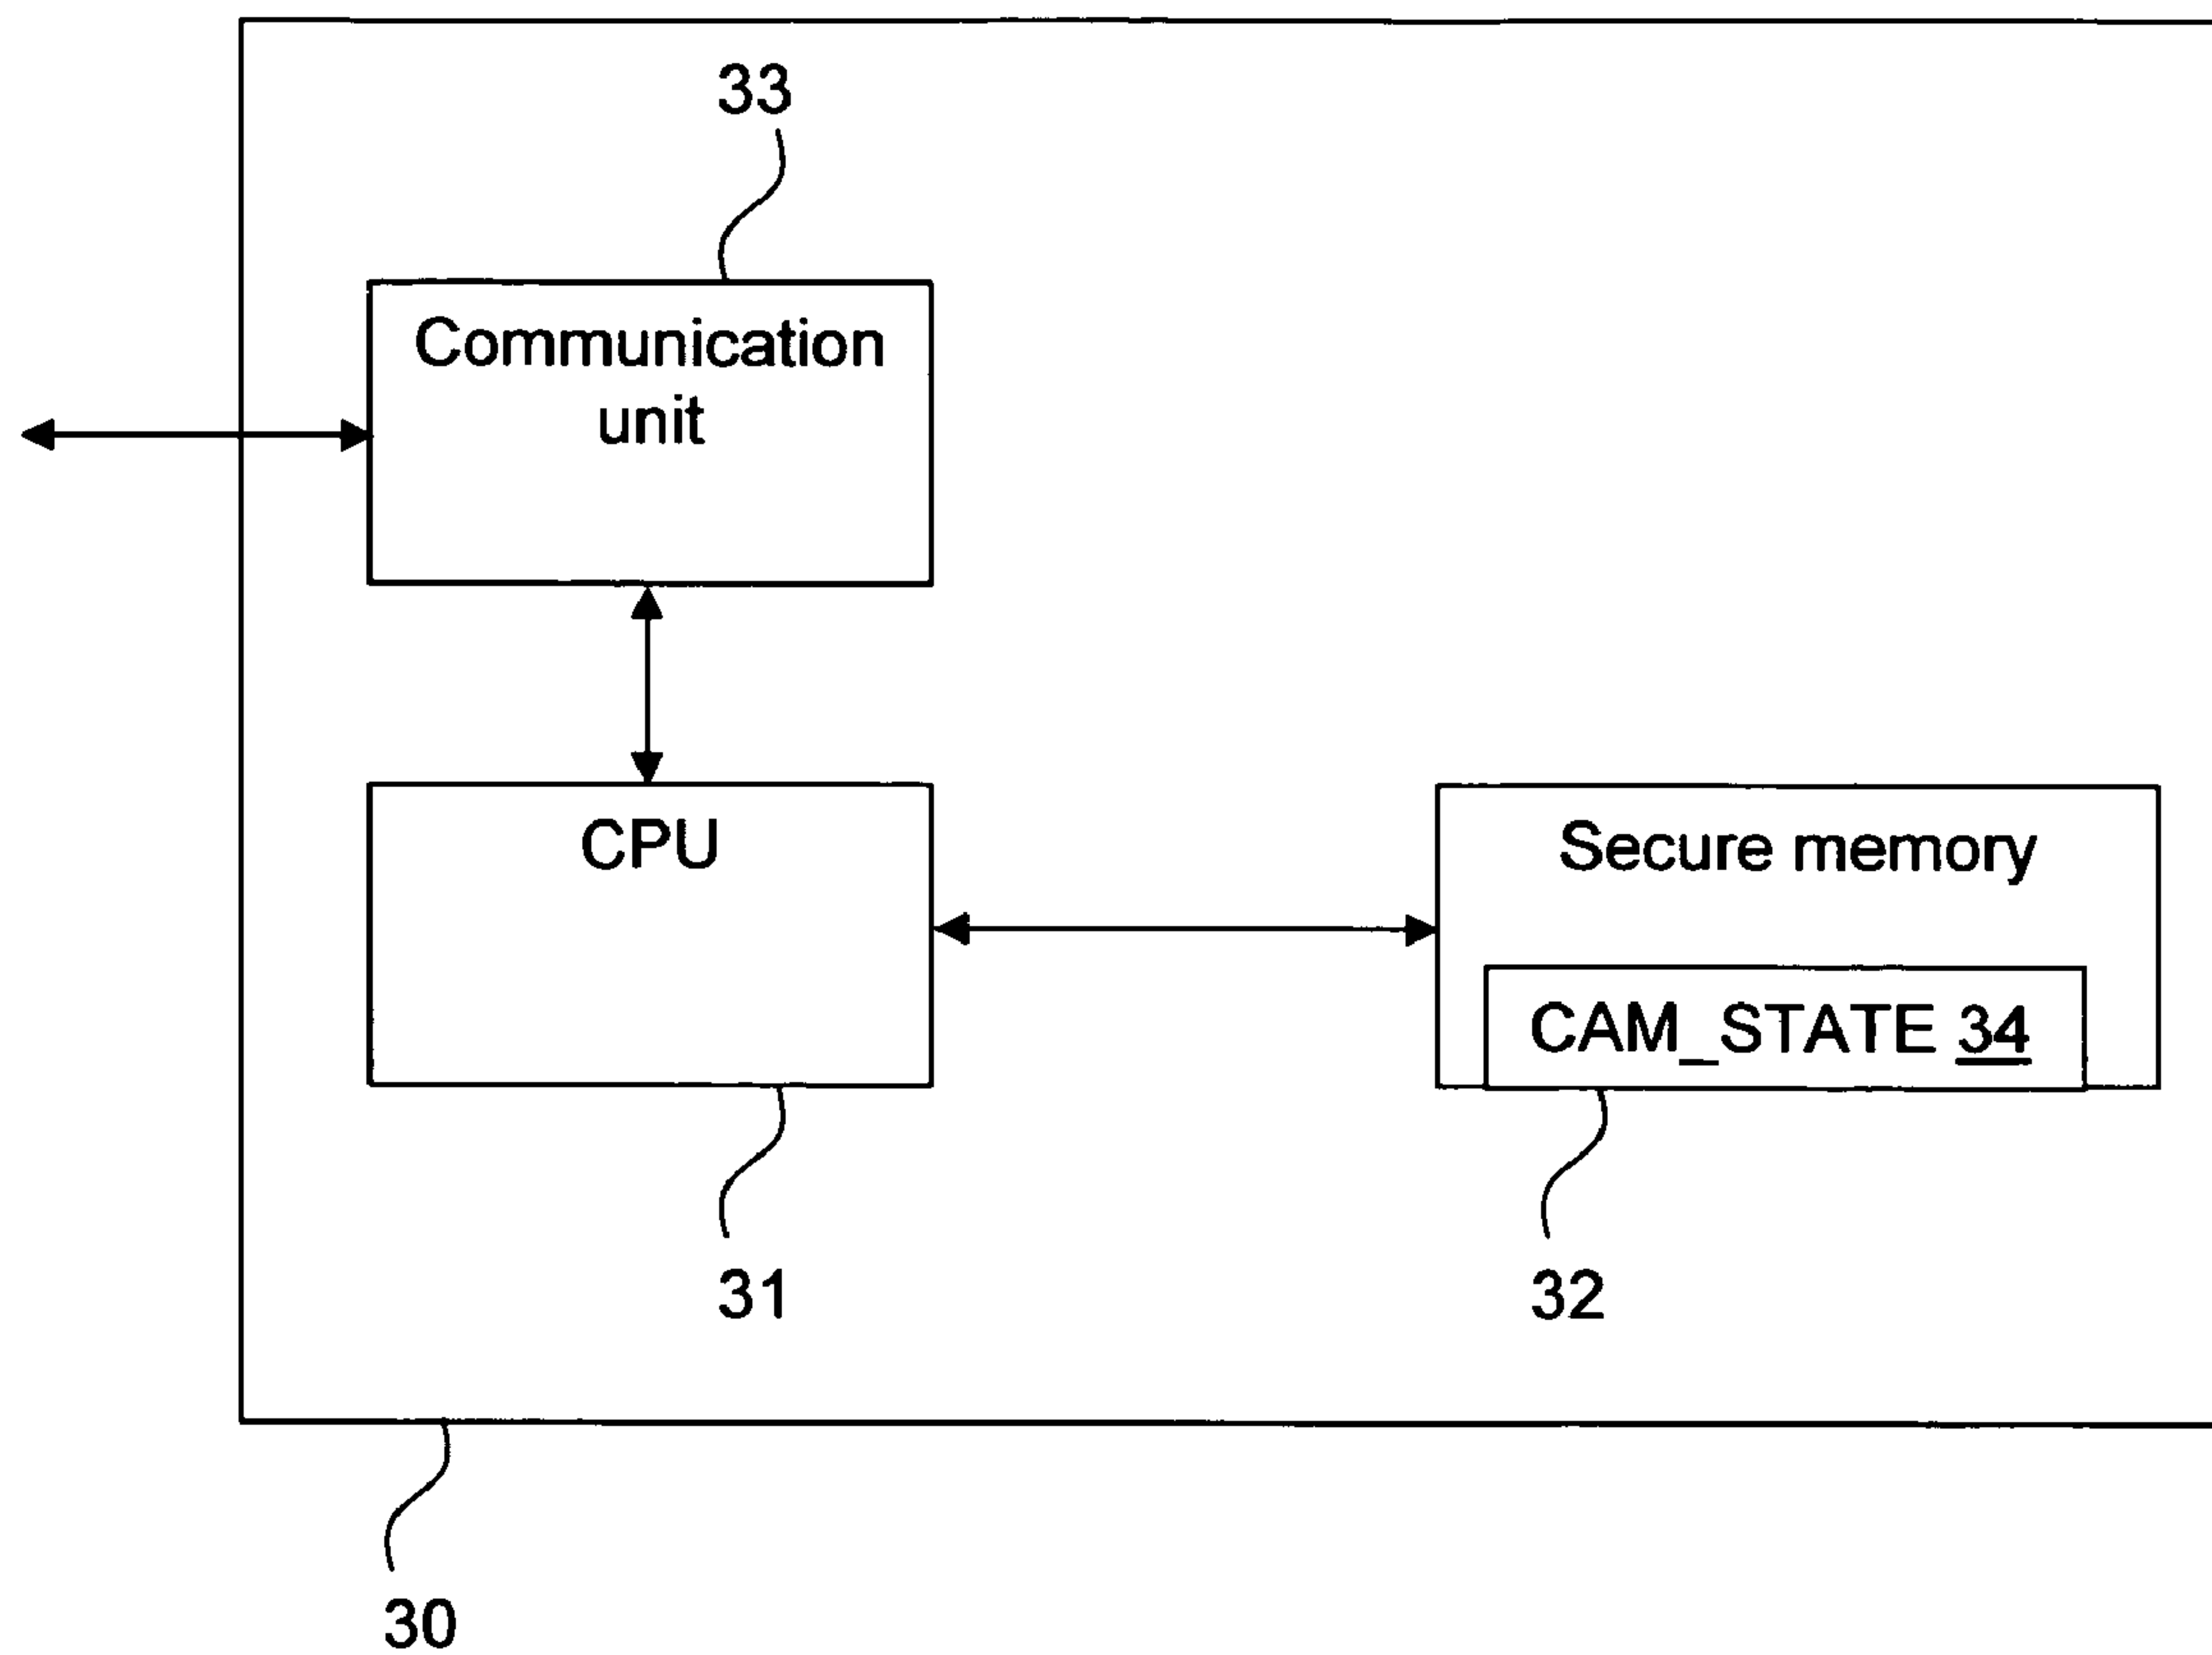 33
Communication
unit
CPU
Secure memory
CAM_STATE 34
31
32
30